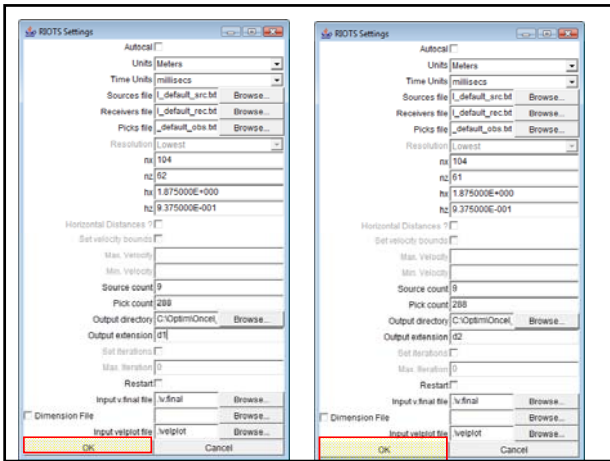 RIOTS Settings
Autocal
Units Meters
Time Units millisecs
Sources file l_default_src.txt Browse...
Receivers file l_default_rec.txt Browse...
Picks file _default_obs.txt Browse...
Resolution Lowest
nx 104
nz 62
hx 1.875000E+000
hz 9.375000E-001
Horizontal Distances ?
Set velocity bounds
Max. Velocity
Min. Velocity
Source count 9
Pick count 288
Output directory C:\Optim\Oncel, Browse...
Output extension d1
Set Iterations
Max. Iteration 0
Restart
Input v.final file .\v.final Browse...
Dimension File Browse...
Input velplot file .\velplot Browse...
OK Cancel
RIOTS Settings
Autocal
Units Meters
Time Units millisecs
Sources file l_default_src.txt Browse...
Receivers file l_default_rec.txt Browse...
Picks file _default_obs.txt Browse...
Resolution Lowest
nx 104
nz 61
hx 1.875000E+000
hz 9.375000E-001
Horizontal Distances ?
Set velocity bounds
Max. Velocity
Min. Velocity
Source count 9
Pick count 288
Output directory C:\Optim\Oncel, Browse...
Output extension d2
Set Iterations
Max. Iteration 0
Restart
Input v.final file .\v.final Browse...
Dimension File Browse...
Input velplot file .\velplot Browse...
OK Cancel